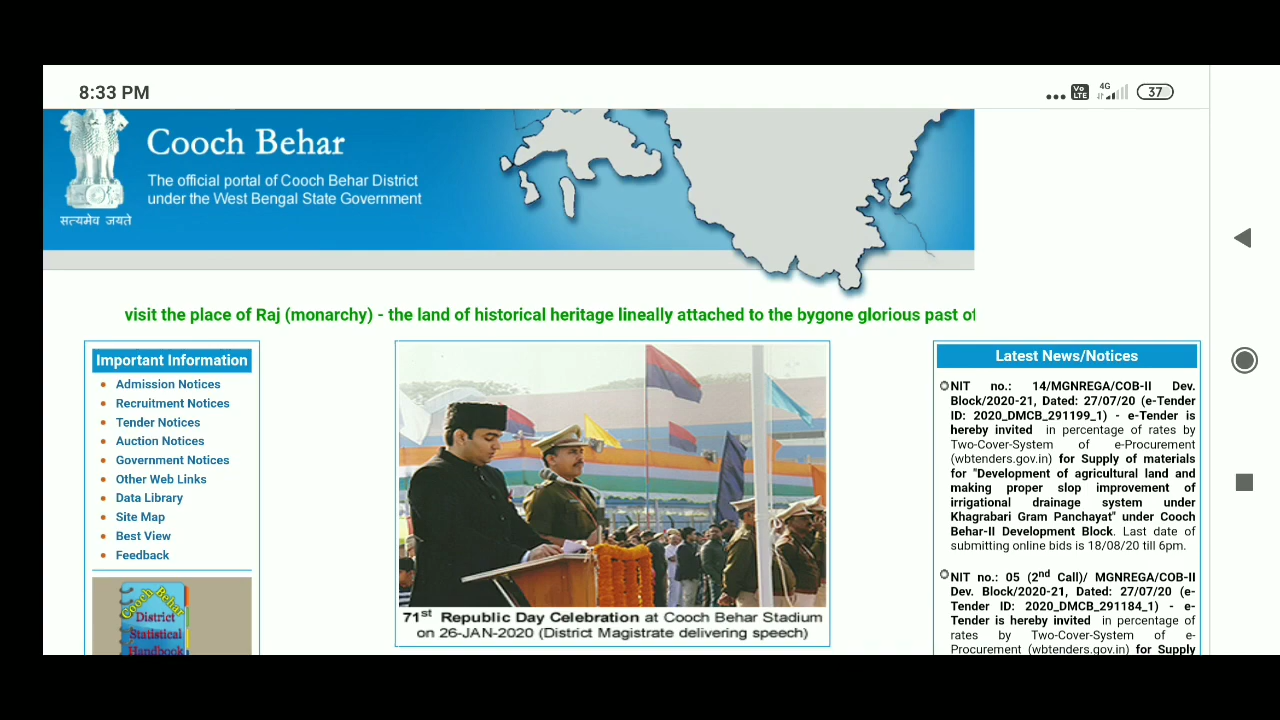 8:33 PM
Vo
LTE
4G
37
Cooch Behar
The official portal of Cooch Behar District
under the West Bengal State Government
सत्यमेव जयते
visit the place of Raj (monarchy) - the land of historical heritage lineally attached to the bygone glorious past of
Important Information
Admission Notices
Recruitment Notices
Tender Notices
Auction Notices
Government Notices
Other Web Links
Data Library
Site Map
Best View
Feedback
Cooch Behar
District
Statistical
Handbook
71st Republic Day Celebration at Cooch Behar Stadium
on 26-JAN-2020 (District Magistrate delivering speech)
Latest News/Notices
NIT no.: 14/MGNREGA/COB-II Dev.
Block/2020-21, Dated: 27/07/20 (e-Tender
ID: 2020_DMCB_291199_1) - e-Tender is
hereby invited in percentage of rates by
Two-Cover-System of e-Procurement
(wbtenders.gov.in) for Supply of materials
for "Development of agricultural land and
making proper slop improvement of
irrigational drainage system under
Khagrabari Gram Panchayat" under Cooch
Behar-II Development Block. Last date of
submitting online bids is 18/08/20 till 6pm.
NIT no.: 05 (2nd Call)/ MGNREGA/COB-II
Dev. Block/2020-21, Dated: 27/07/20 (e-
Tender ID: 2020_DMCB_291184_1) - e-
Tender is hereby invited in percentage of
rates by Two-Cover-System of e-
Procurement (wbtenders.gov.in) for Supply